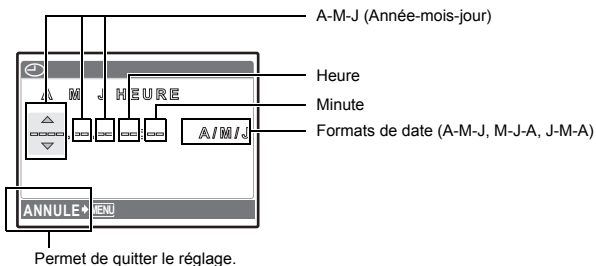 A-M-J (Année-mois-jour)
Heure
Minute
Formats de date (A-M-J, M-J-A, J-M-A)
A M J HEURE
----.--.-- --:-- A/M/J
ANNULE MENU
Permet de quitter le réglage.